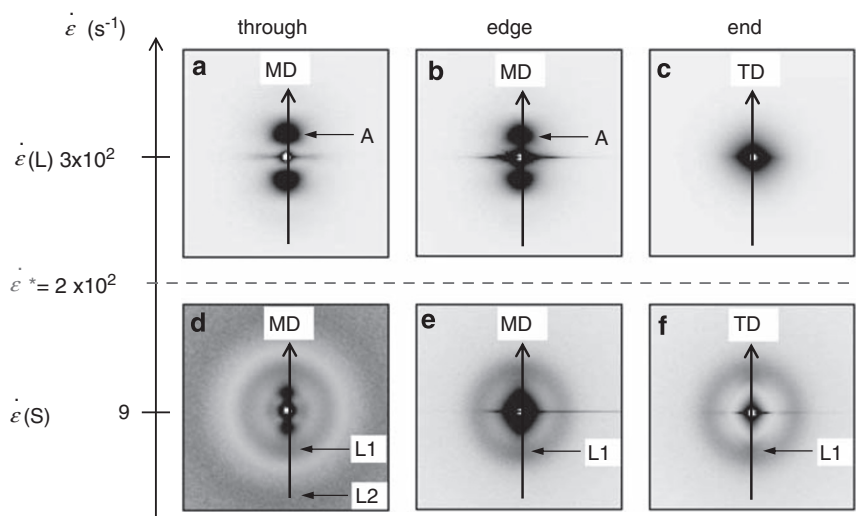 ε̇ (s⁻¹) through edge end
a MD b MD c TD
A A
ε̇(L) 3x10²
ε̇* = 2 x10²
d MD e MD f TD
ε̇(S) 9
L1 L1 L1
L2